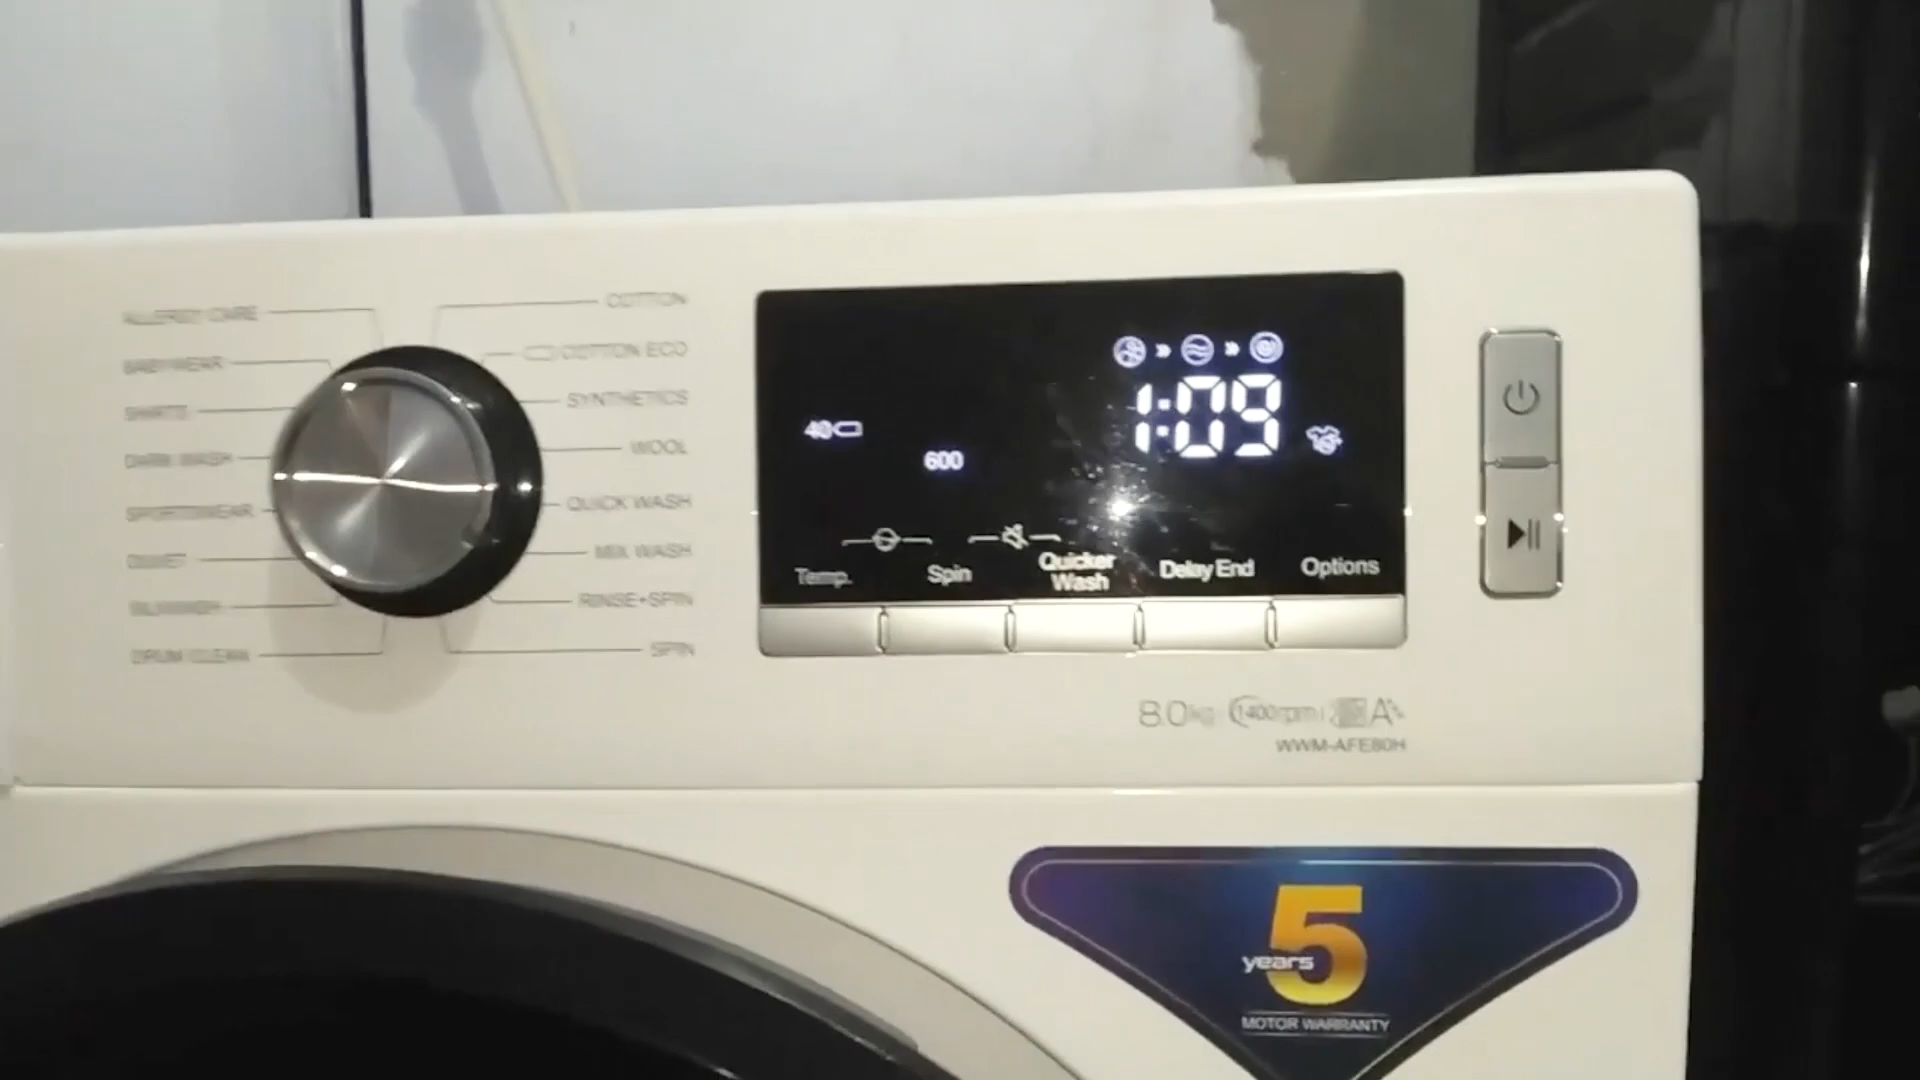 ALLERGY CARE
BABYWEAR
SHIRTS
DARK WASH
SPORTSWEAR
DUVET
SILK/WASH
DRUM CLEAN
COTTON
COTTON ECO
SYNTHETICS
WOOL
QUICK WASH
MIX WASH
RINSE+SPIN
SPIN
1:09
40
600
Temp.
Spin
Quicker
Wash
Delay End
Options
8.0kg 1400rpm
WWM-AFE80H
5
years
MOTOR WARRANTY